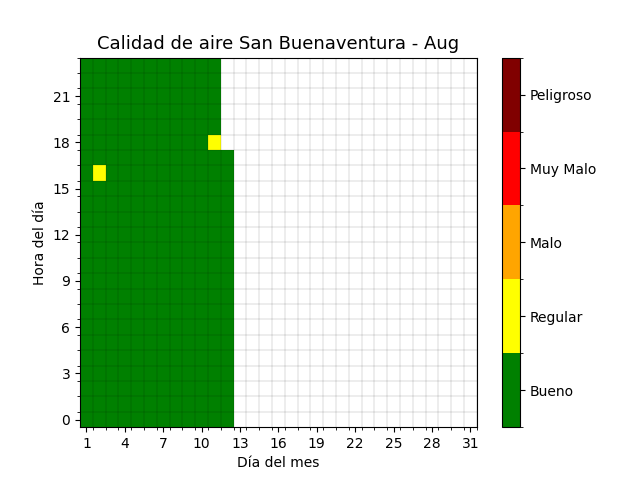 Calidad de aire San Buenaventura - Aug
Hora del día
21
18
15
12
9
6
3
0
1 4 7 10 13 16 19 22 25 28 31
Día del mes
Peligroso
Muy Malo
Malo
Regular
Bueno